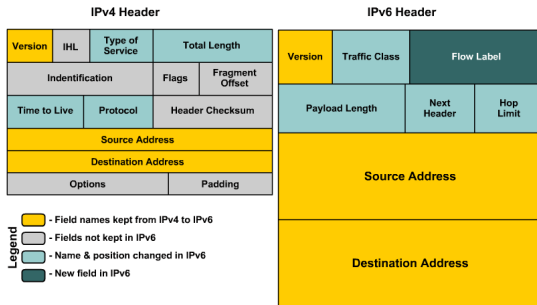 IPv4 Header
Version
IHL
Type of
Service
Total Length
Indentification
Flags
Fragment
Offset
Time to Live
Protocol
Header Checksum
Source Address
Destination Address
Options
Padding
Legend
- Field names kept from IPv4 to IPv6
- Fields not kept in IPv6
- Name & position changed in IPv6
- New field in IPv6
IPv6 Header
Version
Traffic Class
Flow Label
Payload Length
Next
Header
Hop
Limit
Source Address
Destination Address